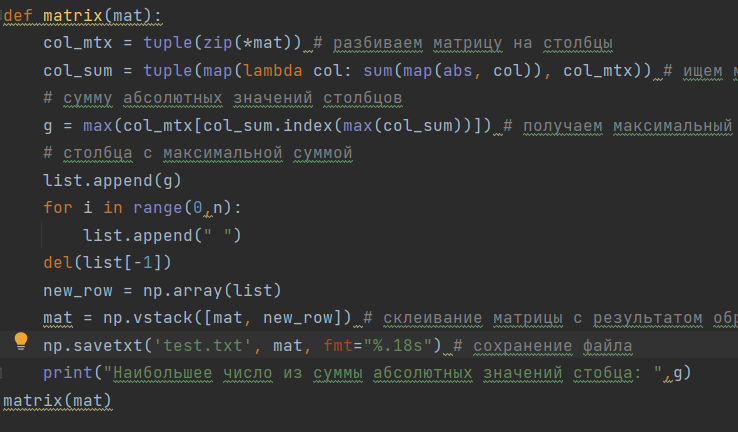 def matrix(mat):
    col_mtx = tuple(zip(*mat)) # разбиваем матрицу на столбцы
    col_sum = tuple(map(lambda col: sum(map(abs, col)), col_mtx)) # ищем
    # сумму абсолютных значений столбцов
    g = max(col_mtx[col_sum.index(max(col_sum))]) # получаем максимальный
    # столбца с максимальной суммой
    list.append(g)
    for i in range(0,n):
        list.append(" ")
    del(list[-1])
    new_row = np.array(list)
    mat = np.vstack([mat, new_row]) # склеивание матрицы с результатом
    np.savetxt('test.txt', mat, fmt="%.18s") # сохранение файла
    print("Наибольшее число из суммы абсолютных значений стобца: ",g)
matrix(mat)